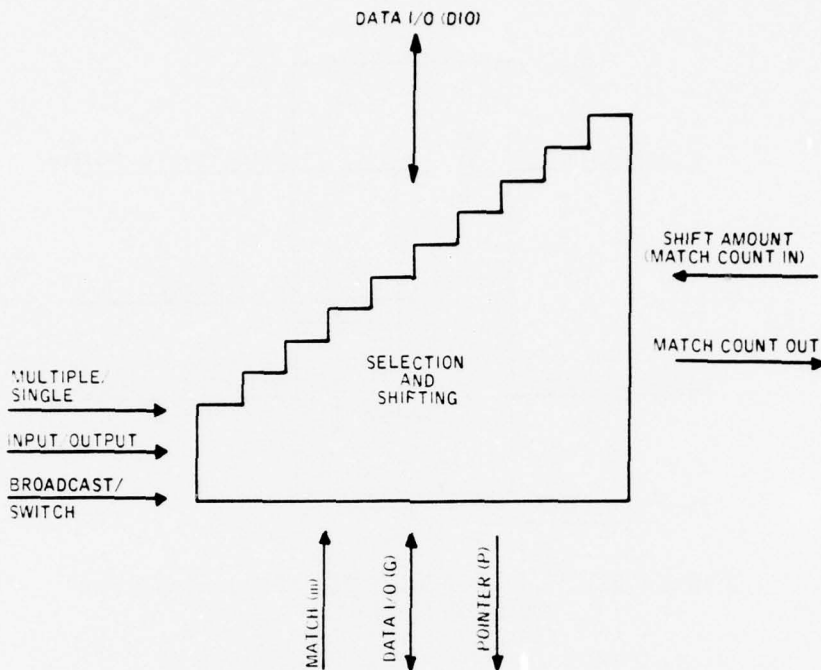 DATA I/O (DIO)
SHIFT AMOUNT
(MATCH COUNT IN)
MATCH COUNT OUT
SELECTION
AND
SHIFTING
MULTIPLE/
SINGLE
INPUT/OUTPUT
BROADCAST/
SWITCH
MATCH (m)
DATA I/O (G)
POINTER (P)